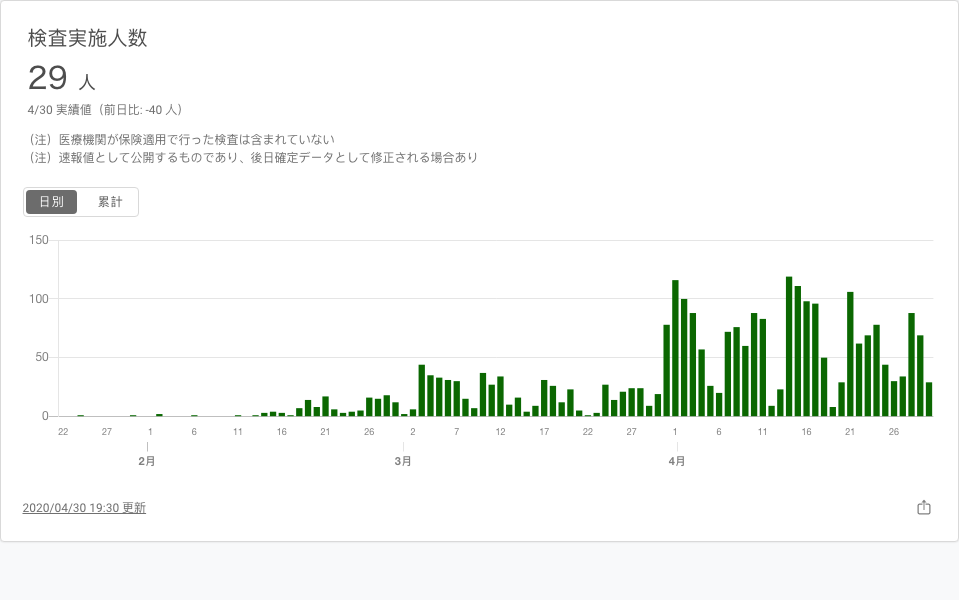 検査実施人数
29 人
4/30 実績値（前日比: -40 人）
（注）医療機関が保険適用で行った検査は含まれていない
（注）速報値として公開するものであり、後日確定データとして修正される場合あり
日別 累計
150
100
50
0
22 27 1 6 11 16 21 26 2 7 12 17 22 27 1 6 11 16 21 26
2月 3月 4月
2020/04/30 19:30 更新